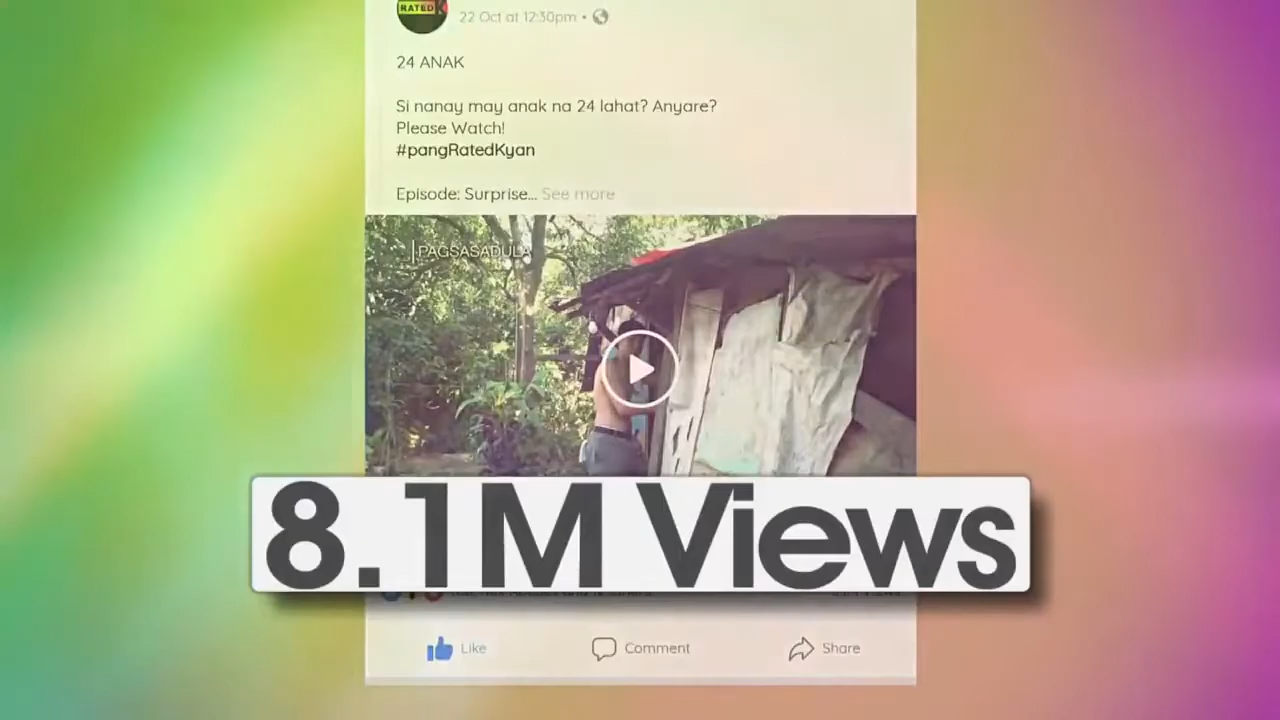 RATED K
22 Oct at 12:30pm •
24 ANAK
Si nanay may anak na 24 lahat? Anyare?
Please Watch!
#pangRatedKyan
Episode: Surprise... See more
PAGSASADULA
8.1M Views
Like
Comment
Share